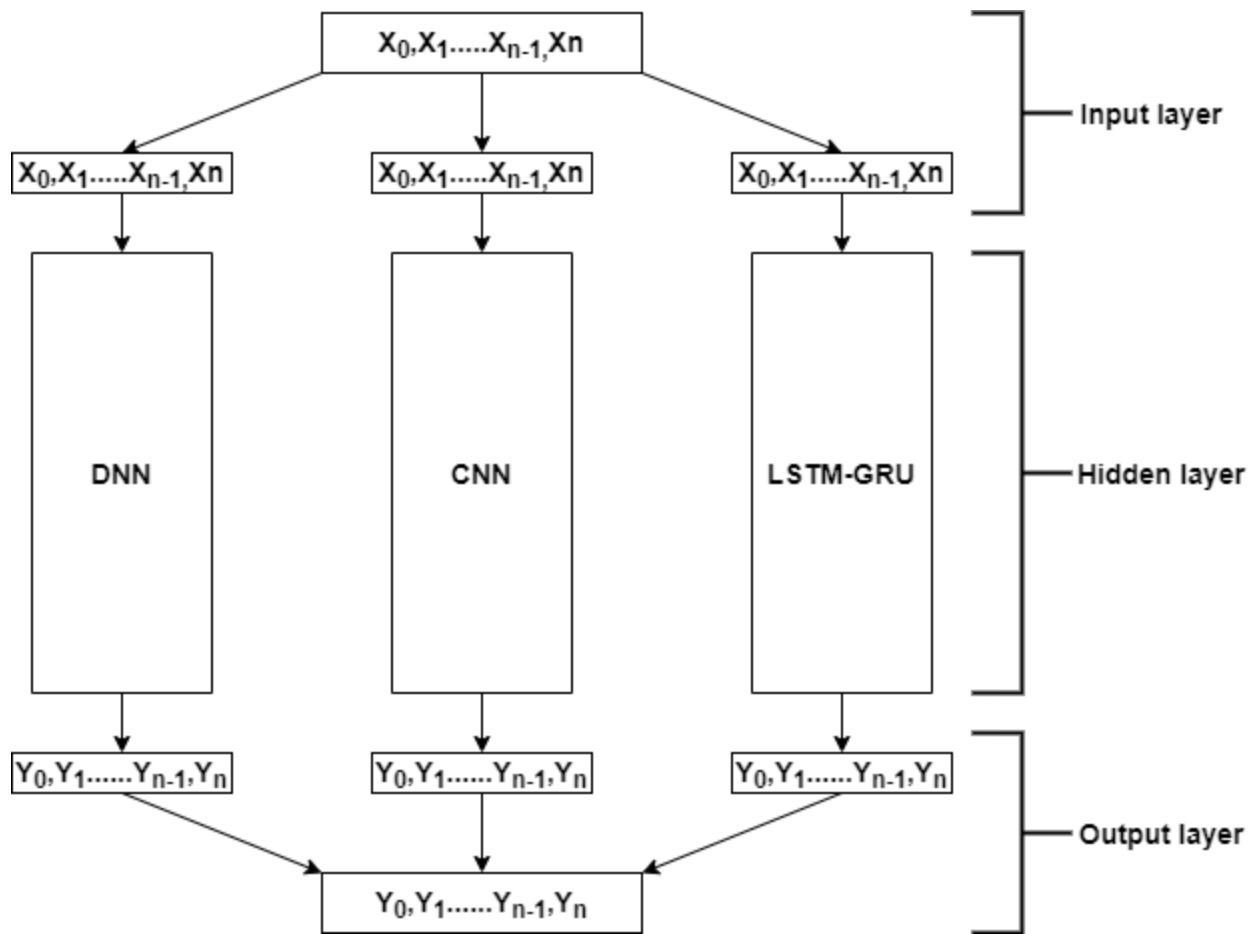 X₀,X₁.....Xₙ₋₁,Xn
Input layer
X₀,X₁.....Xₙ₋₁,Xn
X₀,X₁.....Xₙ₋₁,Xn
X₀,X₁.....Xₙ₋₁,Xn
DNN
CNN
LSTM-GRU
Hidden layer
Y₀,Y₁......Yₙ₋₁,Yₙ
Y₀,Y₁......Yₙ₋₁,Yₙ
Y₀,Y₁......Yₙ₋₁,Yₙ
Output layer
Y₀,Y₁......Yₙ₋₁,Yₙ